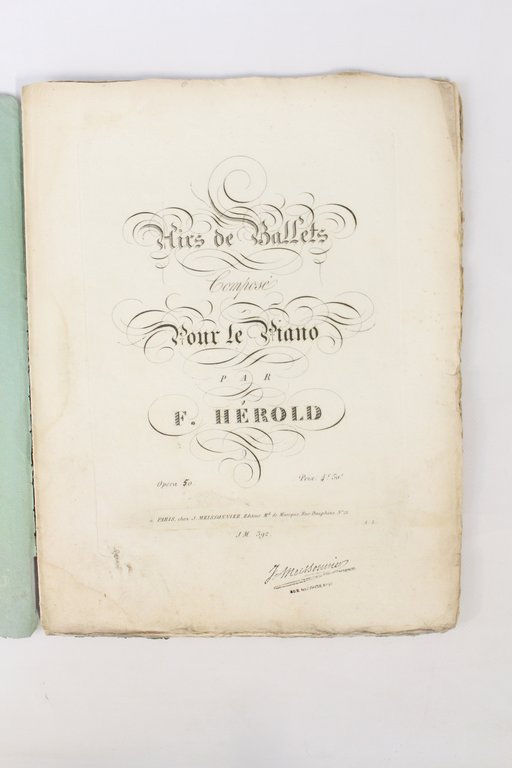 Airs de Ballets
Composé
Pour le Piano
PAR
F. HÉROLD
Opera 50 Prix 4f 50c
à PARIS, chez J. MEISSONNIER, Editeur Md de Musique, Rue Dauphine No 22
A.L.
J.M. 392.
J. Meissonnier